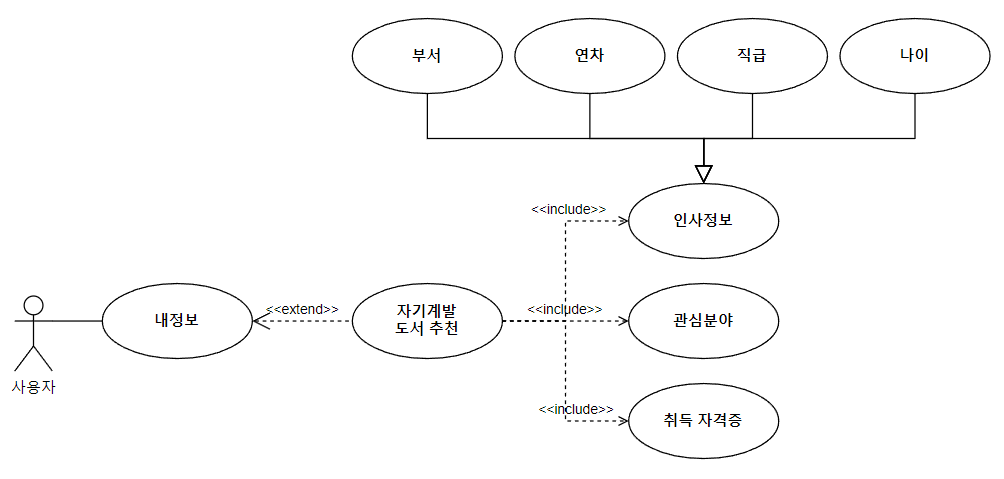 부서
연차
직급
나이
<<include>>
인사정보
사용자
내정보
<<extend>>
자기계발
도서 추천
<<include>>
관심분야
<<include>>
취득 자격증